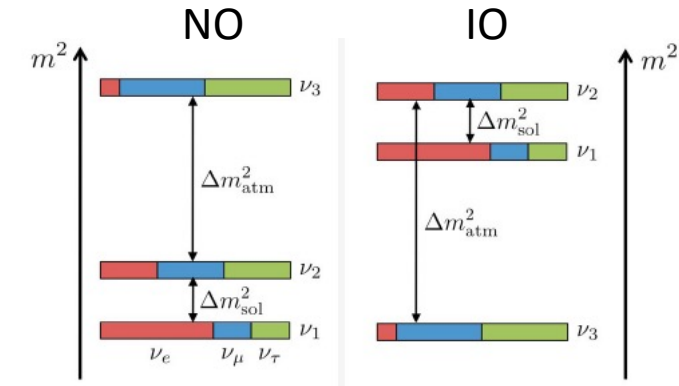 NO
m²
ν₃
Δm²atm
ν₂
Δm²sol
ν₁
νe νμ ντ
IO
m²
ν₂
Δm²sol
ν₁
Δm²atm
ν₃